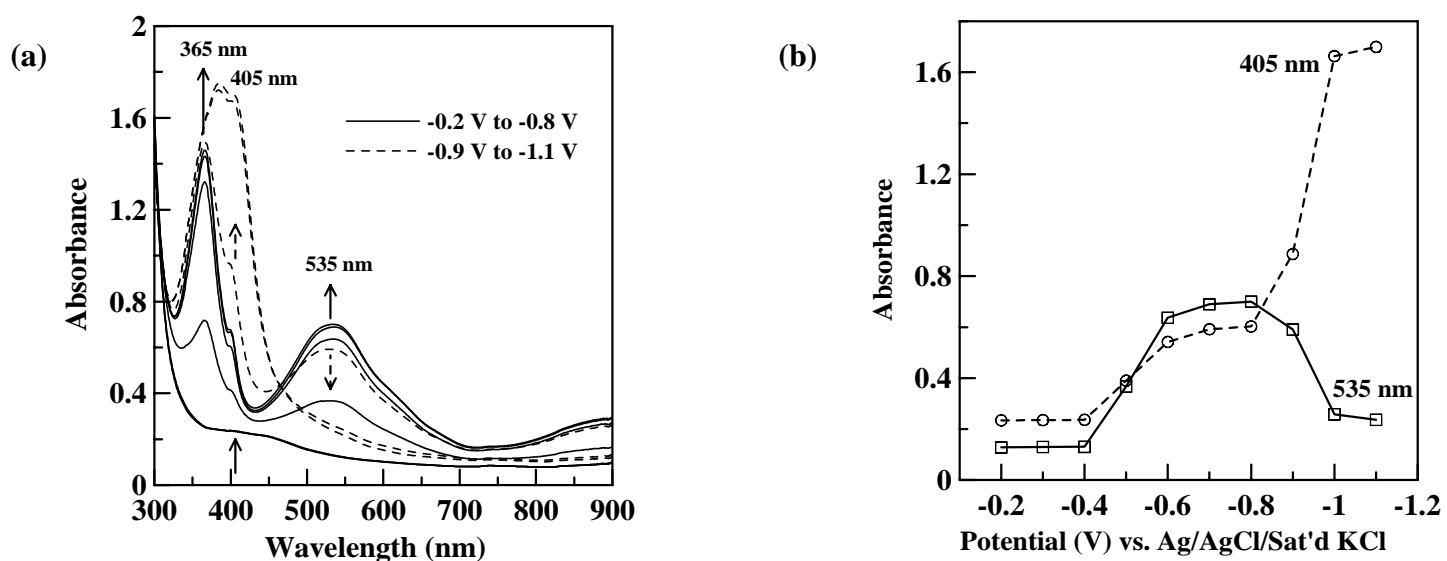 (a)
2
1.6
1.2
0.8
0.4
0
Absorbance
365 nm
405 nm
-0.2 V to -0.8 V
-0.9 V to -1.1 V
535 nm
300 400 500 600 700 800 900
Wavelength (nm)
(b)
1.6
1.2
0.8
0.4
0
Absorbance
405 nm
535 nm
-0.2 -0.4 -0.6 -0.8 -1 -1.2
Potential (V) vs. Ag/AgCl/Sat'd KCl